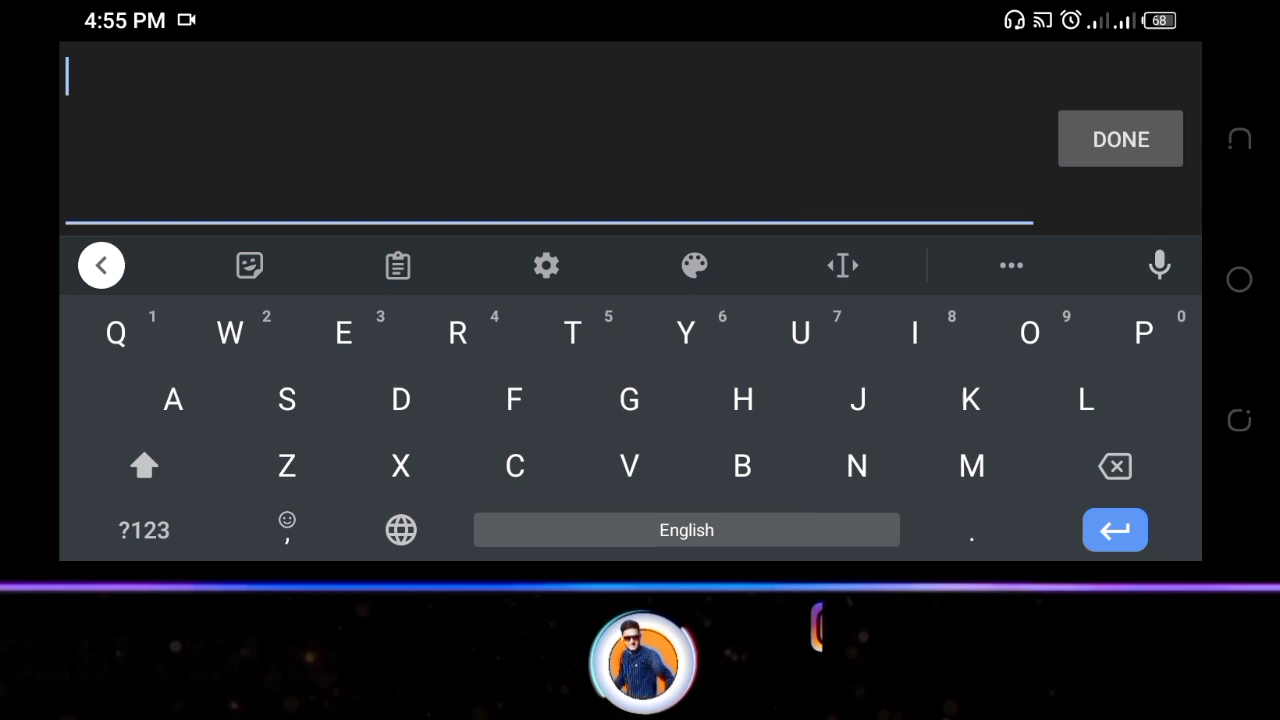 4:55 PM 68
DONE
Q 1 W 2 E 3 R 4 T 5 Y 6 U 7 I 8 O 9 P 0
A S D F G H J K L
Z X C V B N M
?123 , English .